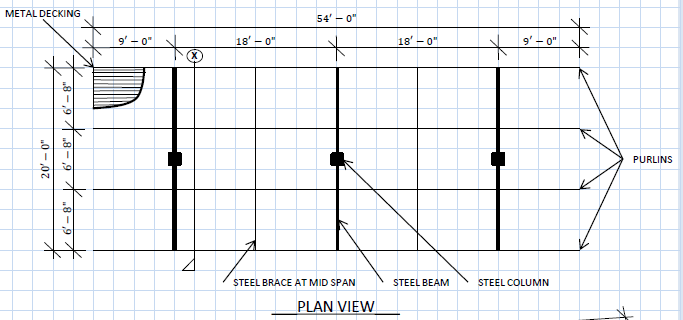 METAL DECKING
54' – 0"
9' – 0"
18' – 0"
18' – 0"
9' – 0"
X
6' – 8"
6' – 8"
6' – 8"
20' – 0"
PURLINS
STEEL BRACE AT MID SPAN
STEEL BEAM
STEEL COLUMN
PLAN VIEW